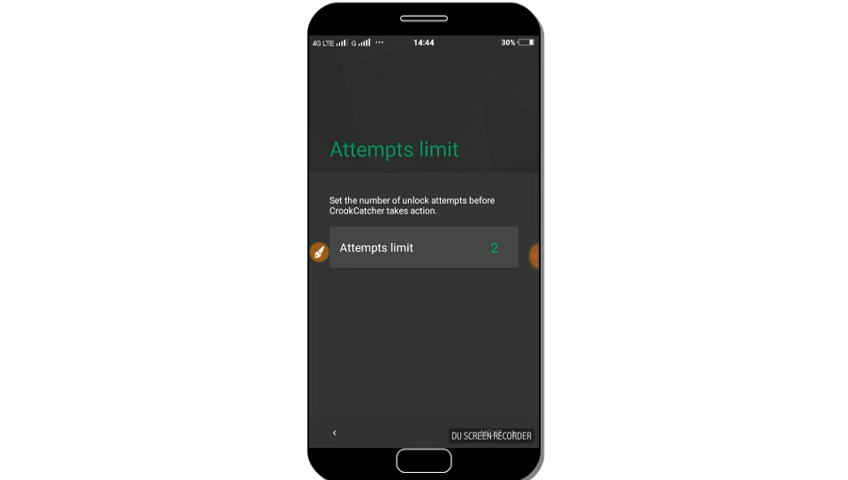 4G LTE G ... 14:44 30%
Attempts limit
Set the number of unlock attempts before
CrookCatcher takes action.
Attempts limit 2
DU SCREEN RECORDER